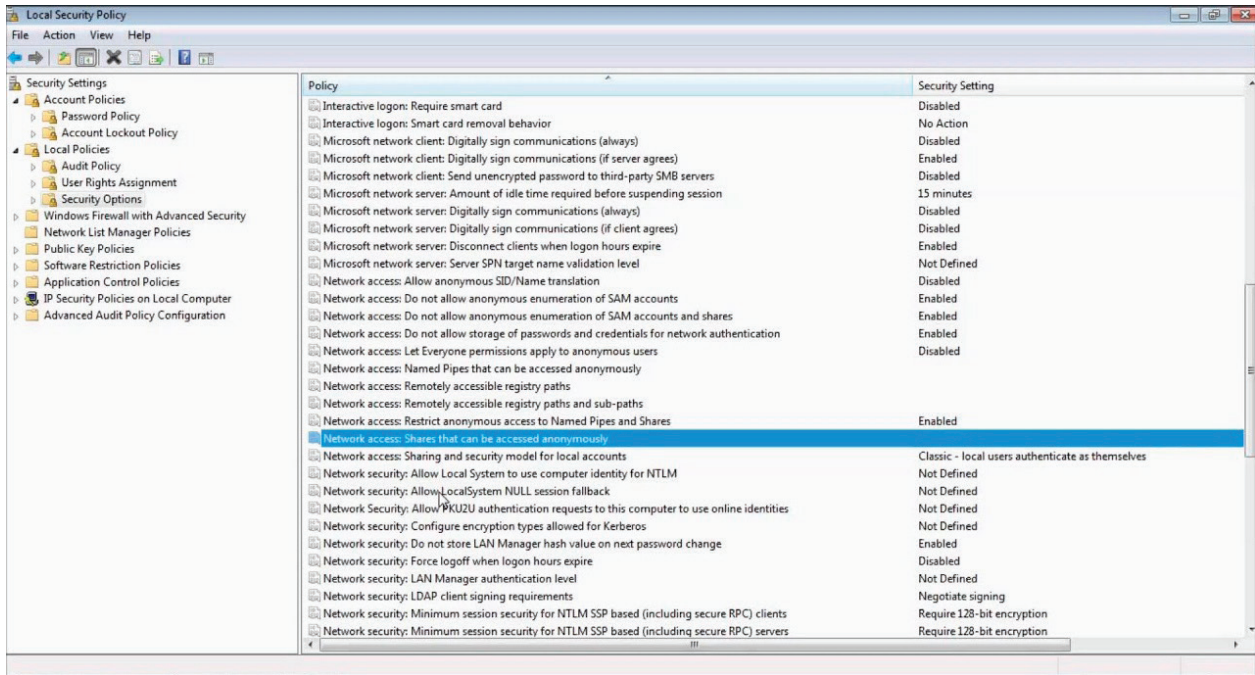 Local Security Policy
File Action View Help
Security Settings
Account Policies
Password Policy
Account Lockout Policy
Local Policies
Audit Policy
User Rights Assignment
Security Options
Windows Firewall with Advanced Security
Network List Manager Policies
Public Key Policies
Software Restriction Policies
Application Control Policies
IP Security Policies on Local Computer
Advanced Audit Policy Configuration
Policy Security Setting
Interactive logon: Require smart card Disabled
Interactive logon: Smart card removal behavior No Action
Microsoft network client: Digitally sign communications (always) Disabled
Microsoft network client: Digitally sign communications (if server agrees) Enabled
Microsoft network client: Send unencrypted password to third-party SMB servers Disabled
Microsoft network server: Amount of idle time required before suspending session 15 minutes
Microsoft network server: Digitally sign communications (always) Disabled
Microsoft network server: Digitally sign communications (if client agrees) Disabled
Microsoft network server: Disconnect clients when logon hours expire Enabled
Microsoft network server: Server SPN target name validation level Not Defined
Network access: Allow anonymous SID/Name translation Disabled
Network access: Do not allow anonymous enumeration of SAM accounts Enabled
Network access: Do not allow anonymous enumeration of SAM accounts and shares Enabled
Network access: Do not allow storage of passwords and credentials for network authentication Enabled
Network access: Let Everyone permissions apply to anonymous users Disabled
Network access: Named Pipes that can be accessed anonymously
Network access: Remotely accessible registry paths
Network access: Remotely accessible registry paths and sub-paths
Network access: Restrict anonymous access to Named Pipes and Shares Enabled
Network access: Shares that can be accessed anonymously
Network access: Sharing and security model for local accounts Classic - local users authenticate as themselves
Network security: Allow Local System to use computer identity for NTLM Not Defined
Network security: Allow LocalSystem NULL session fallback Not Defined
Network Security: Allow PKU2U authentication requests to this computer to use online identities Not Defined
Network security: Configure encryption types allowed for Kerberos Not Defined
Network security: Do not store LAN Manager hash value on next password change Enabled
Network security: Force logoff when logon hours expire Disabled
Network security: LAN Manager authentication level Not Defined
Network security: LDAP client signing requirements Negotiate signing
Network security: Minimum session security for NTLM SSP based (including secure RPC) clients Require 128-bit encryption
Network security: Minimum session security for NTLM SSP based (including secure RPC) servers Require 128-bit encryption